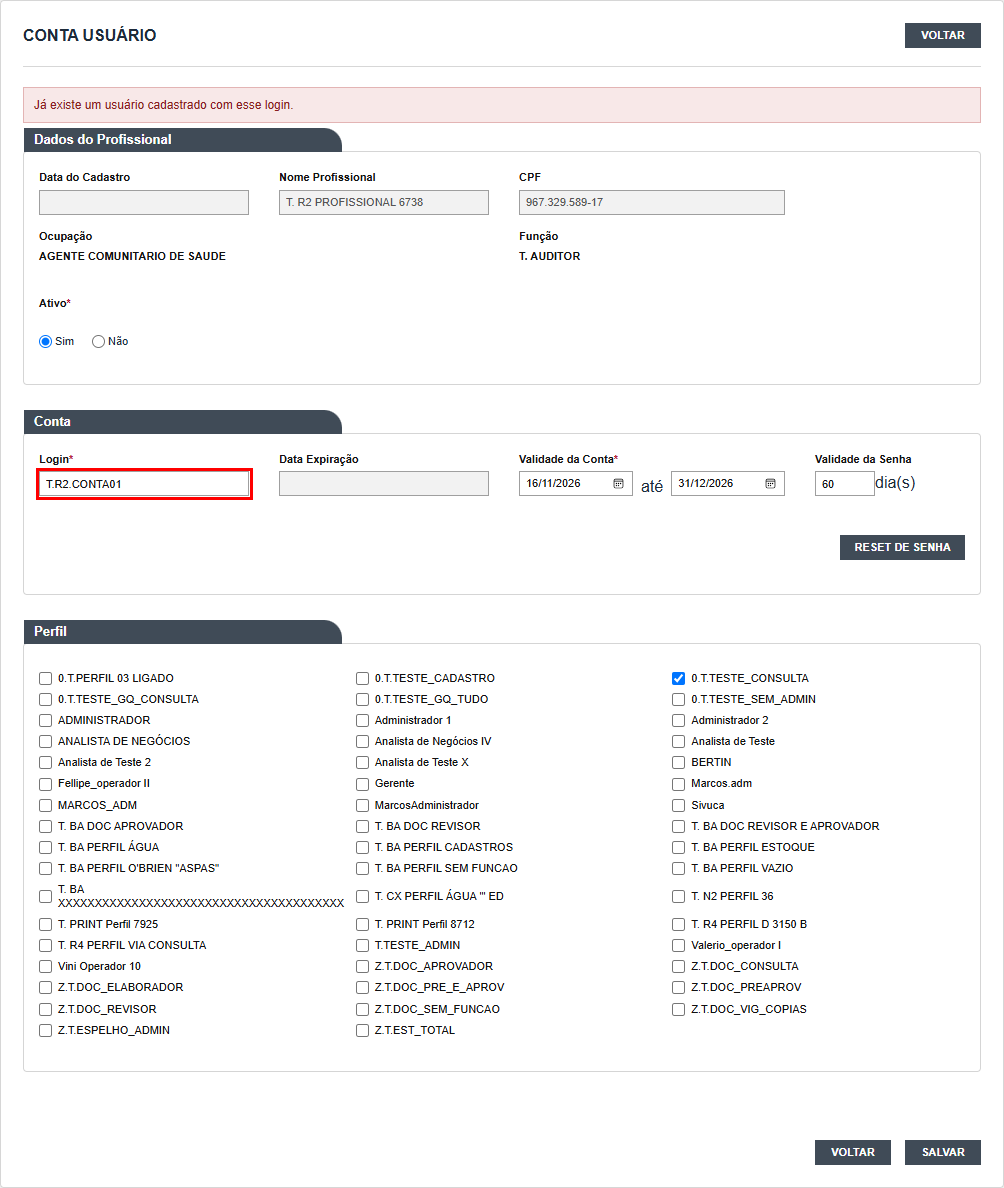 CONTA USUÁRIO
VOLTAR
Já existe um usuário cadastrado com esse login.
Dados do Profissional
Data do Cadastro Nome Profissional CPF
T. R2 PROFISSIONAL 6738 967.329.589-17
Ocupação Função
AGENTE COMUNITARIO DE SAUDE T. AUDITOR
Ativo*
Sim Não
Conta
Login* Data Expiração Validade da Conta* Validade da Senha
T.R2.CONTA01 16/11/2026 até 31/12/2026 60 dia(s)
RESET DE SENHA
Perfil
0.T.PERFIL 03 LIGADO 0.T.TESTE_CADASTRO 0.T.TESTE_CONSULTA
0.T.TESTE_GQ_CONSULTA 0.T.TESTE_GQ_TUDO 0.T.TESTE_SEM_ADMIN
ADMINISTRADOR Administrador 1 Administrador 2
ANALISTA DE NEGÓCIOS Analista de Negócios IV Analista de Teste
Analista de Teste 2 Analista de Teste X BERTIN
Fellipe_operador II Gerente Marcos.adm
MARCOS_ADM MarcosAdministrador Sivuca
T. BA DOC APROVADOR T. BA DOC REVISOR T. BA DOC REVISOR E APROVADOR
T. BA PERFIL ÁGUA T. BA PERFIL CADASTROS T. BA PERFIL ESTOQUE
T. BA PERFIL O'BRIEN "ASPAS" T. BA PERFIL SEM FUNCAO T. BA PERFIL VAZIO
T. BA
XXXXXXXXXXXXXXXXXXXXXXXXXXXXXXXXXXXXXXX T. CX PERFIL ÁGUA '" ED T. N2 PERFIL 36
T. PRINT Perfil 7925 T. PRINT Perfil 8712 T. R4 PERFIL D 3150 B
T. R4 PERFIL VIA CONSULTA T.TESTE_ADMIN Valerio_operador I
Vini Operador 10 Z.T.DOC_APROVADOR Z.T.DOC_CONSULTA
Z.T.DOC_ELABORADOR Z.T.DOC_PRE_E_APROV Z.T.DOC_PREAPROV
Z.T.DOC_REVISOR Z.T.DOC_SEM_FUNCAO Z.T.DOC_VIG_COPIAS
Z.T.ESPELHO_ADMIN Z.T.EST_TOTAL
VOLTAR SALVAR